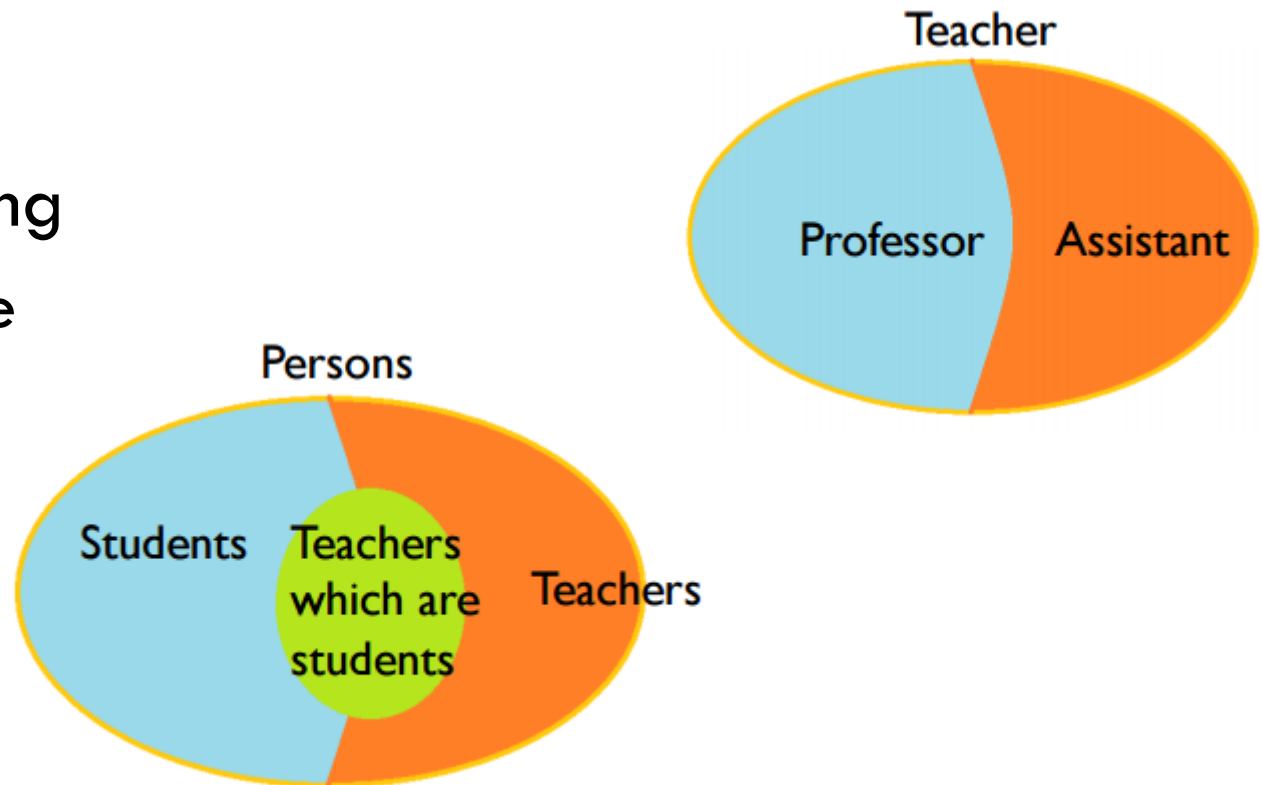 Teacher
ng
Professor Assistant
e
Persons
Students
Teachers
which are
students
Teachers